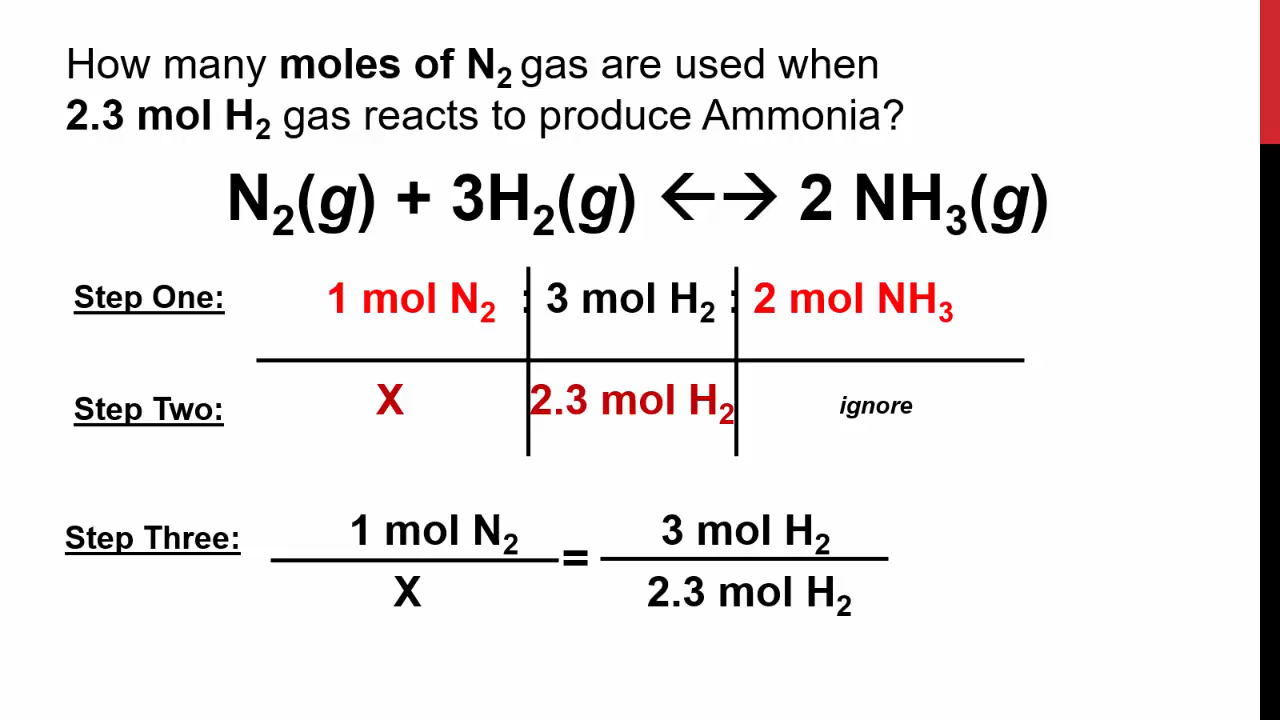 How many moles of N₂ gas are used when
2.3 mol H₂ gas reacts to produce Ammonia?
N₂(g) + 3H₂(g) ←→ 2 NH₃(g)
Step One: 1 mol N₂ : 3 mol H₂ : 2 mol NH₃
Step Two: X 2.3 mol H₂ ignore
Step Three: 1 mol N₂ = 3 mol H₂
X 2.3 mol H₂